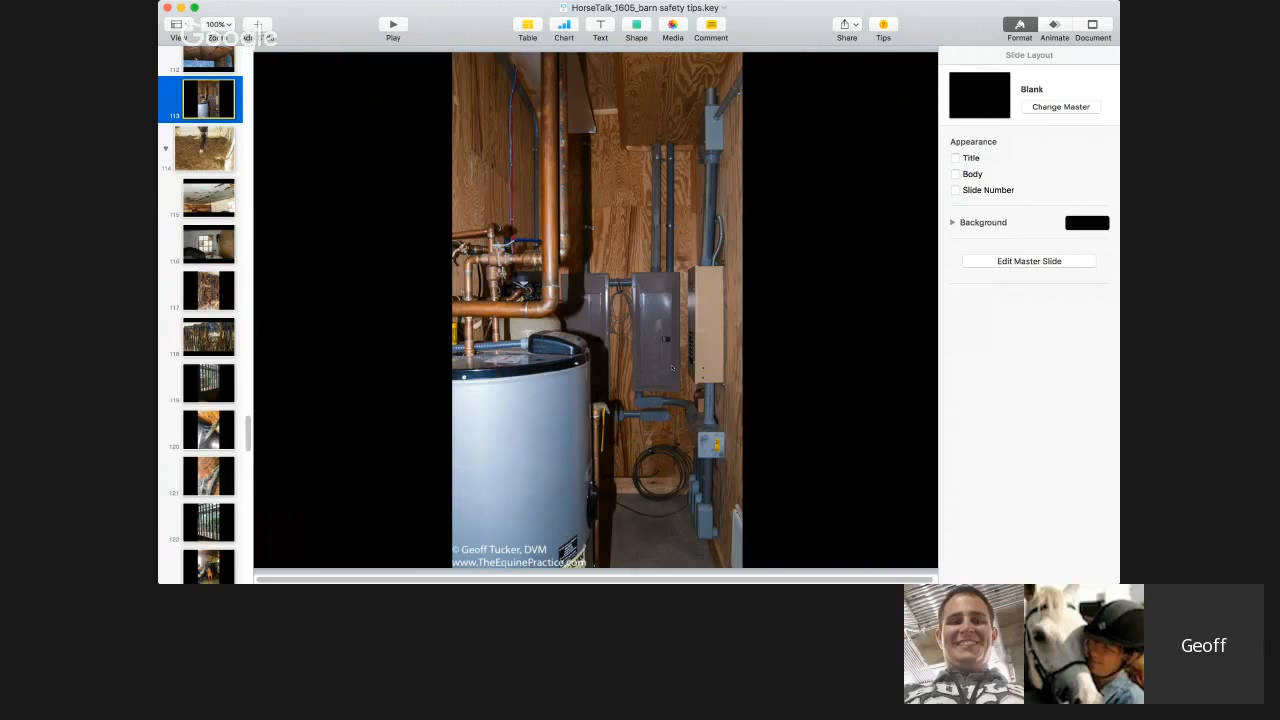 HorseTalk_1605_barn safety tips.key
View
100%
Zoom
Google
Play
Table
Chart
Text
Shape
Media
Comment
Share
Tips
Format
Animate
Document
Slide Layout
Blank
Change Master
Appearance
Title
Body
Slide Number
Background
Edit Master Slide
112
113
114
115
116
117
118
119
120
121
122
© Geoff Tucker, DVM
www.TheEquinePractice.com
Geoff